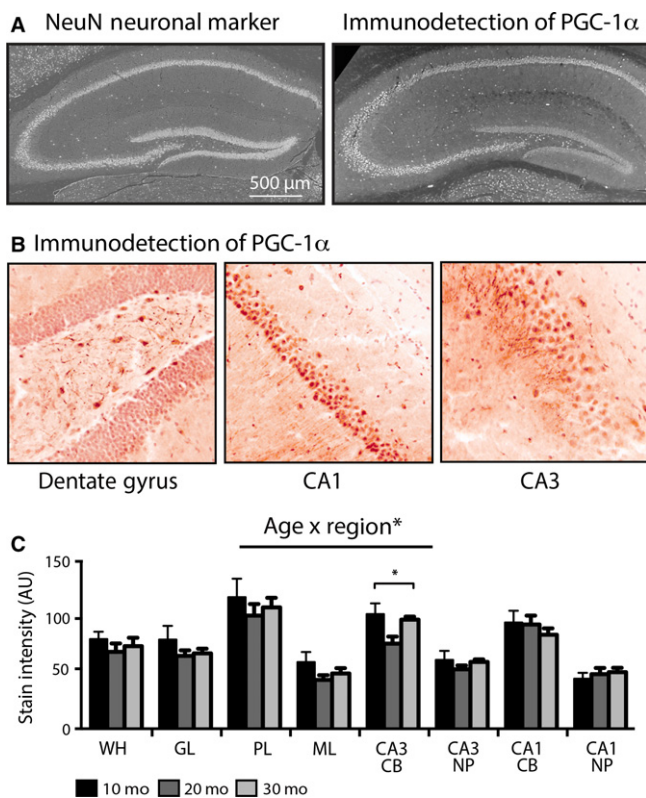 A NeuN neuronal marker Immunodetection of PGC-1α
500 µm
B Immunodetection of PGC-1α
Dentate gyrus CA1 CA3
C Age x region*
*
Stain intensity (AU)
150
100
50
0
WH GL PL ML CA3 CB CA3 NP CA1 CB CA1 NP
10 mo 20 mo 30 mo